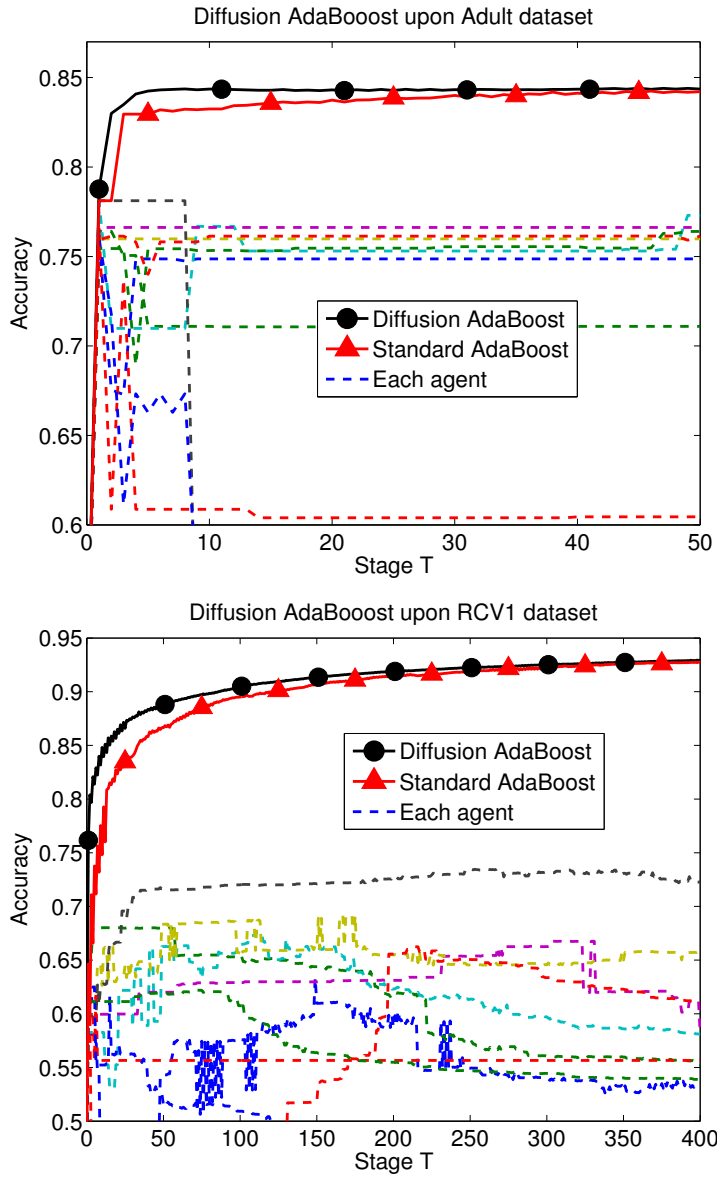 Diffusion AdaBooost upon Adult dataset
0.85
0.8
0.75
0.7
0.65
0.6
Accuracy
Diffusion AdaBoost
Standard AdaBoost
Each agent
0 10 20 30 40 50
Stage T
Diffusion AdaBooost upon RCV1 dataset
0.95
0.9
0.85
0.8
0.75
0.7
0.65
0.6
0.55
0.5
Accuracy
Diffusion AdaBoost
Standard AdaBoost
Each agent
0 50 100 150 200 250 300 350 400
Stage T